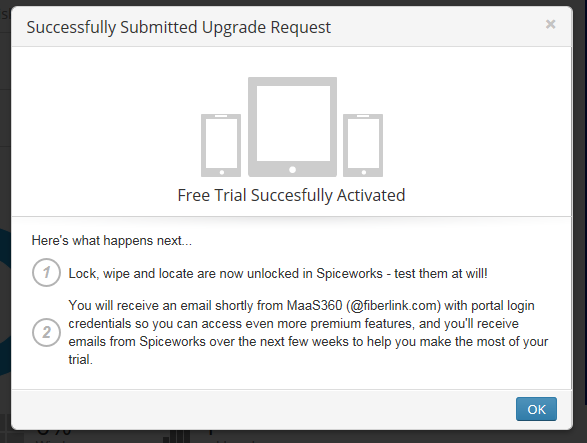 Successfully Submitted Upgrade Request
×
Free Trial Succesfully Activated
Here's what happens next...
1 Lock, wipe and locate are now unlocked in Spiceworks - test them at will!
You will receive an email shortly from MaaS360 (@fiberlink.com) with portal login
2 credentials so you can access even more premium features, and you'll receive
emails from Spiceworks over the next few weeks to help you make the most of your
trial.
OK